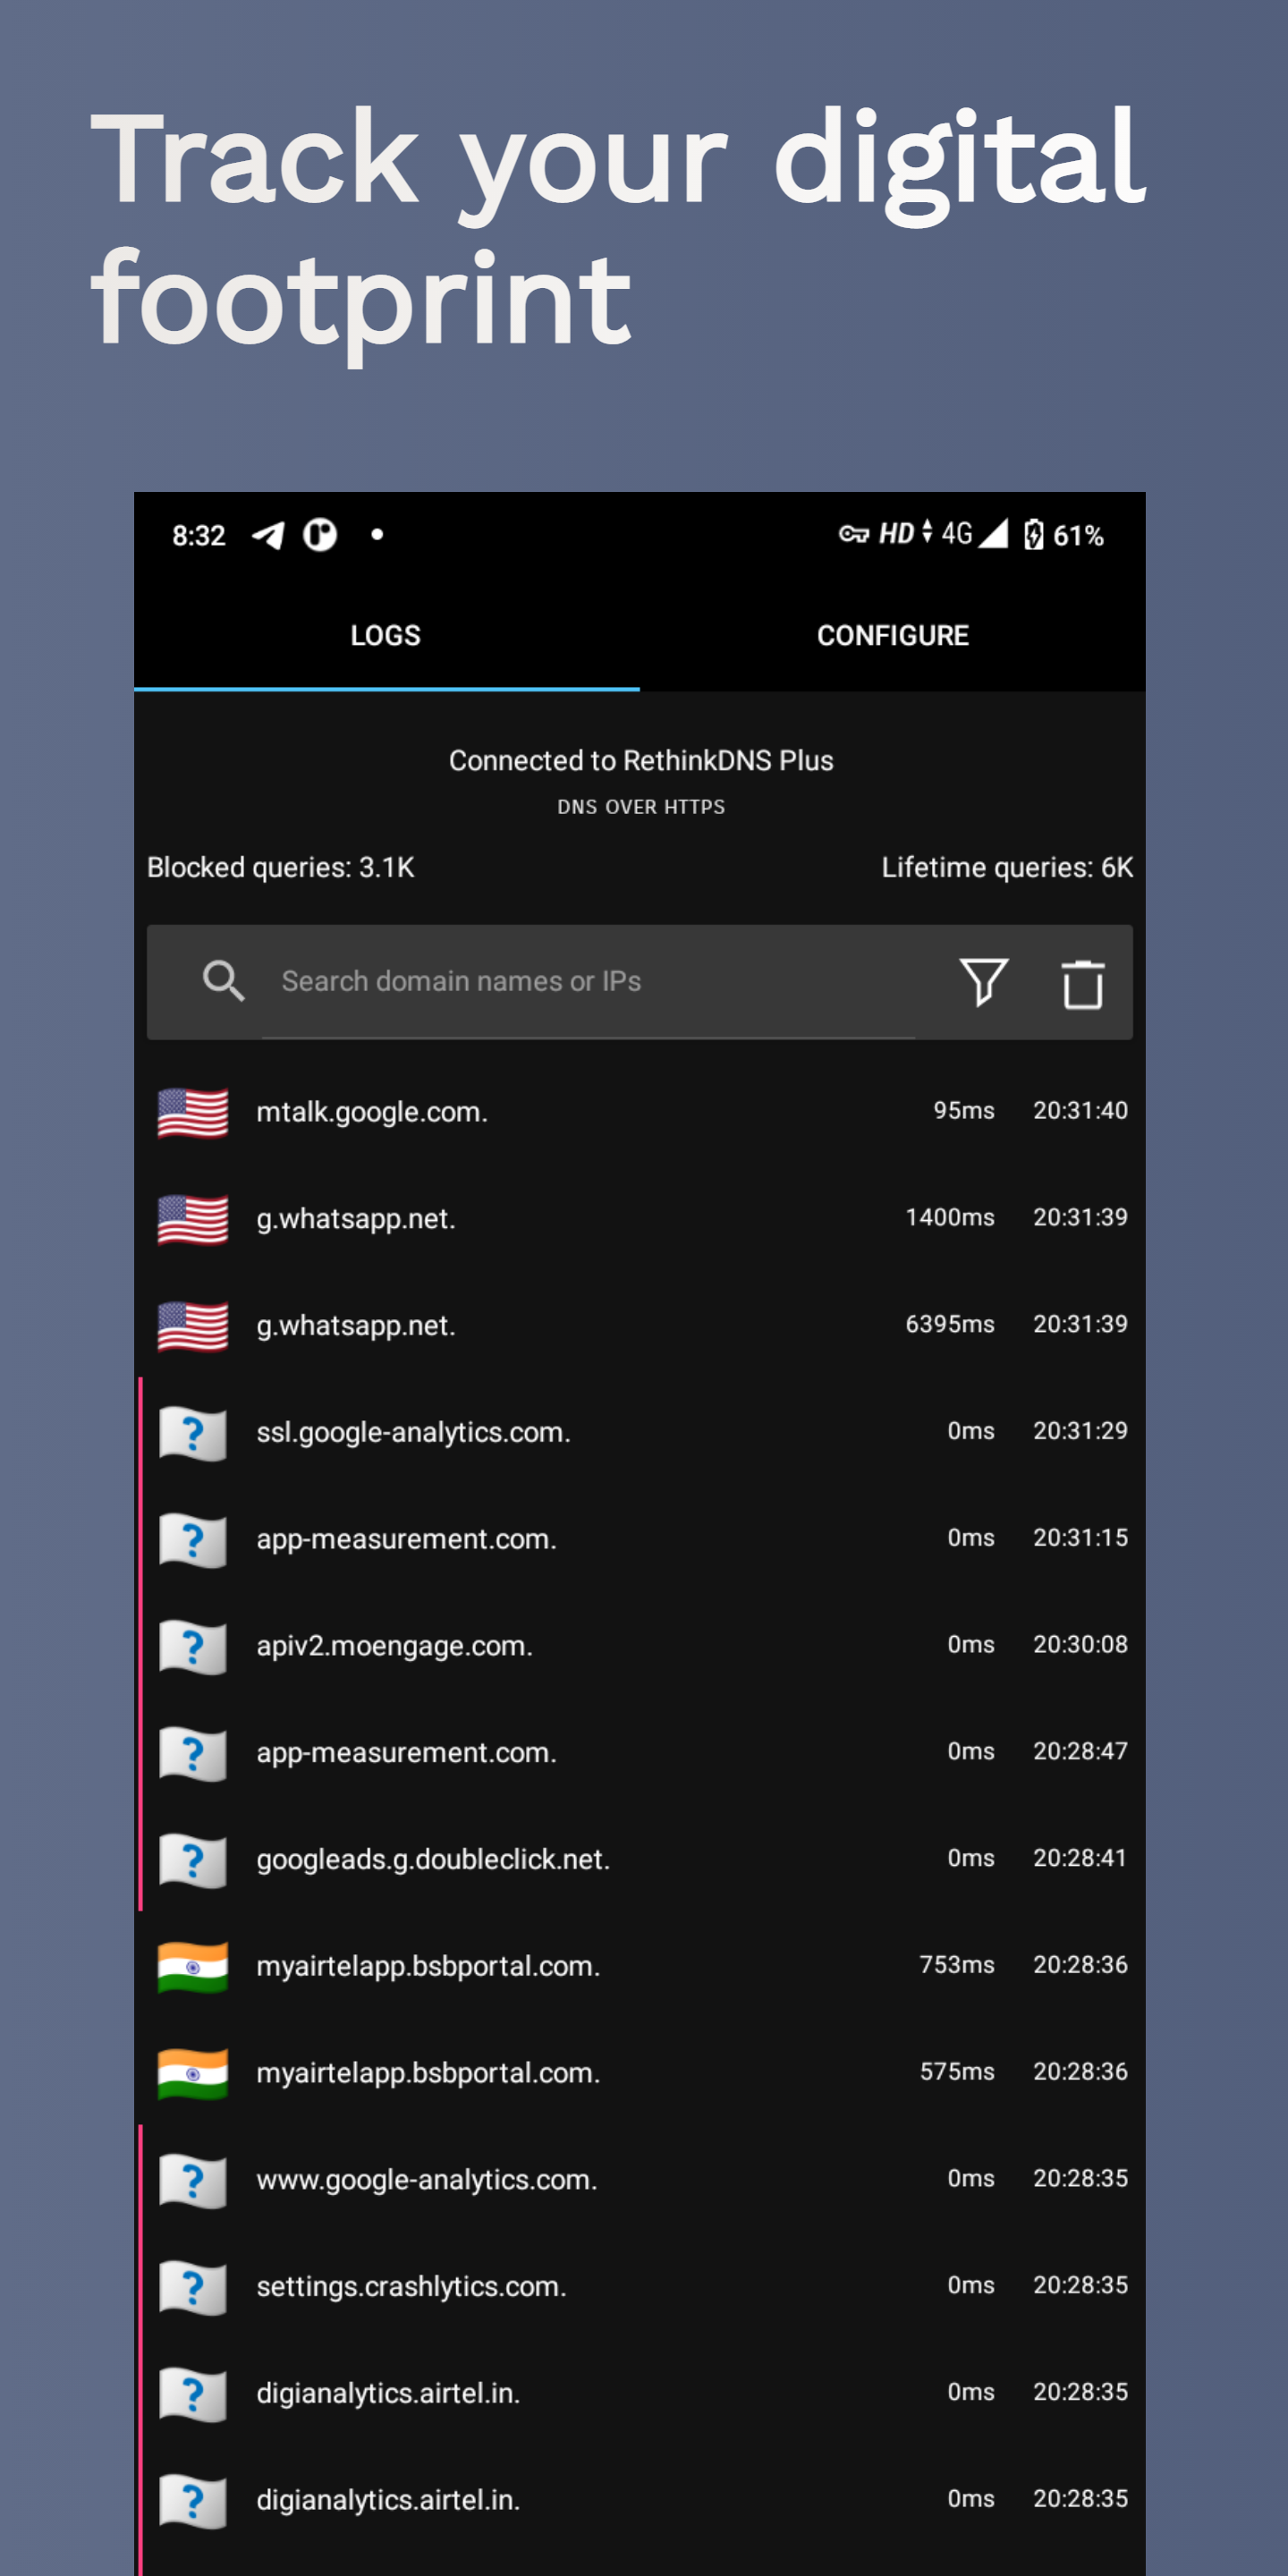 Track your digital
footprint
8:32 HD 4G 61%
LOGS CONFIGURE
Connected to RethinkDNS Plus
DNS OVER HTTPS
Blocked queries: 3.1K Lifetime queries: 6K
Search domain names or IPs
mtalk.google.com. 95ms 20:31:40
g.whatsapp.net. 1400ms 20:31:39
g.whatsapp.net. 6395ms 20:31:39
? ssl.google-analytics.com. 0ms 20:31:29
? app-measurement.com. 0ms 20:31:15
? apiv2.moengage.com. 0ms 20:30:08
? app-measurement.com. 0ms 20:28:47
? googleads.g.doubleclick.net. 0ms 20:28:41
myairtelapp.bsbportal.com. 753ms 20:28:36
myairtelapp.bsbportal.com. 575ms 20:28:36
? www.google-analytics.com. 0ms 20:28:35
? settings.crashlytics.com. 0ms 20:28:35
? digianalytics.airtel.in. 0ms 20:28:35
? digianalytics.airtel.in. 0ms 20:28:35